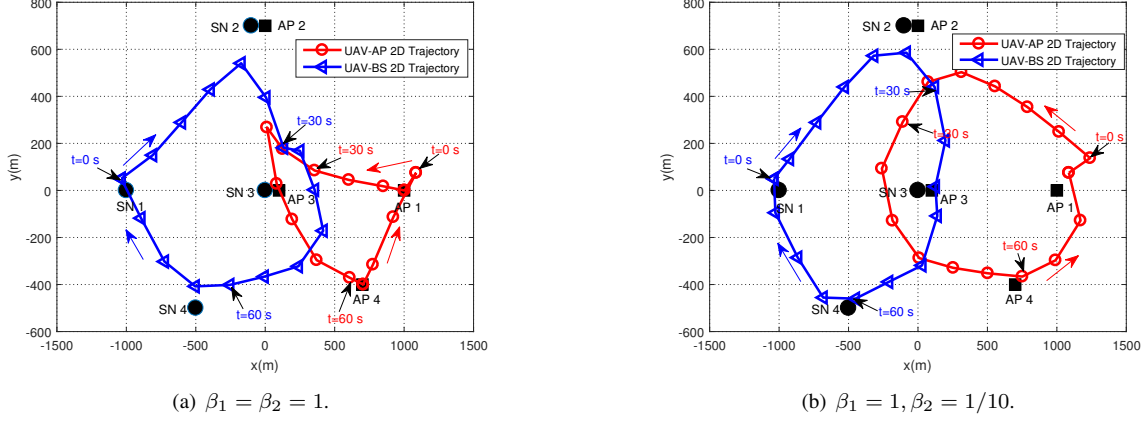 SN 2 AP 2
UAV-AP 2D Trajectory
UAV-BS 2D Trajectory
t=30 s
t=30 s
t=0 s
t=0 s
SN 3
AP 3
AP 1
SN 1
AP 4
SN 4
t=60 s
t=60 s
y(m)
800
600
400
200
0
-200
-400
-600
-1500 -1000 -500 0 500 1000 1500
x(m)
(a) β1 = β2 = 1.
SN 2 AP 2
UAV-AP 2D Trajectory
UAV-BS 2D Trajectory
t=30 s
t=30 s
t=0 s
t=0 s
SN 3
AP 3
AP 1
SN 1
t=60 s
AP 4
SN 4
t=60 s
y(m)
800
600
400
200
0
-200
-400
-600
-1500 -1000 -500 0 500 1000 1500
x(m)
(b) β1 = 1, β2 = 1/10.